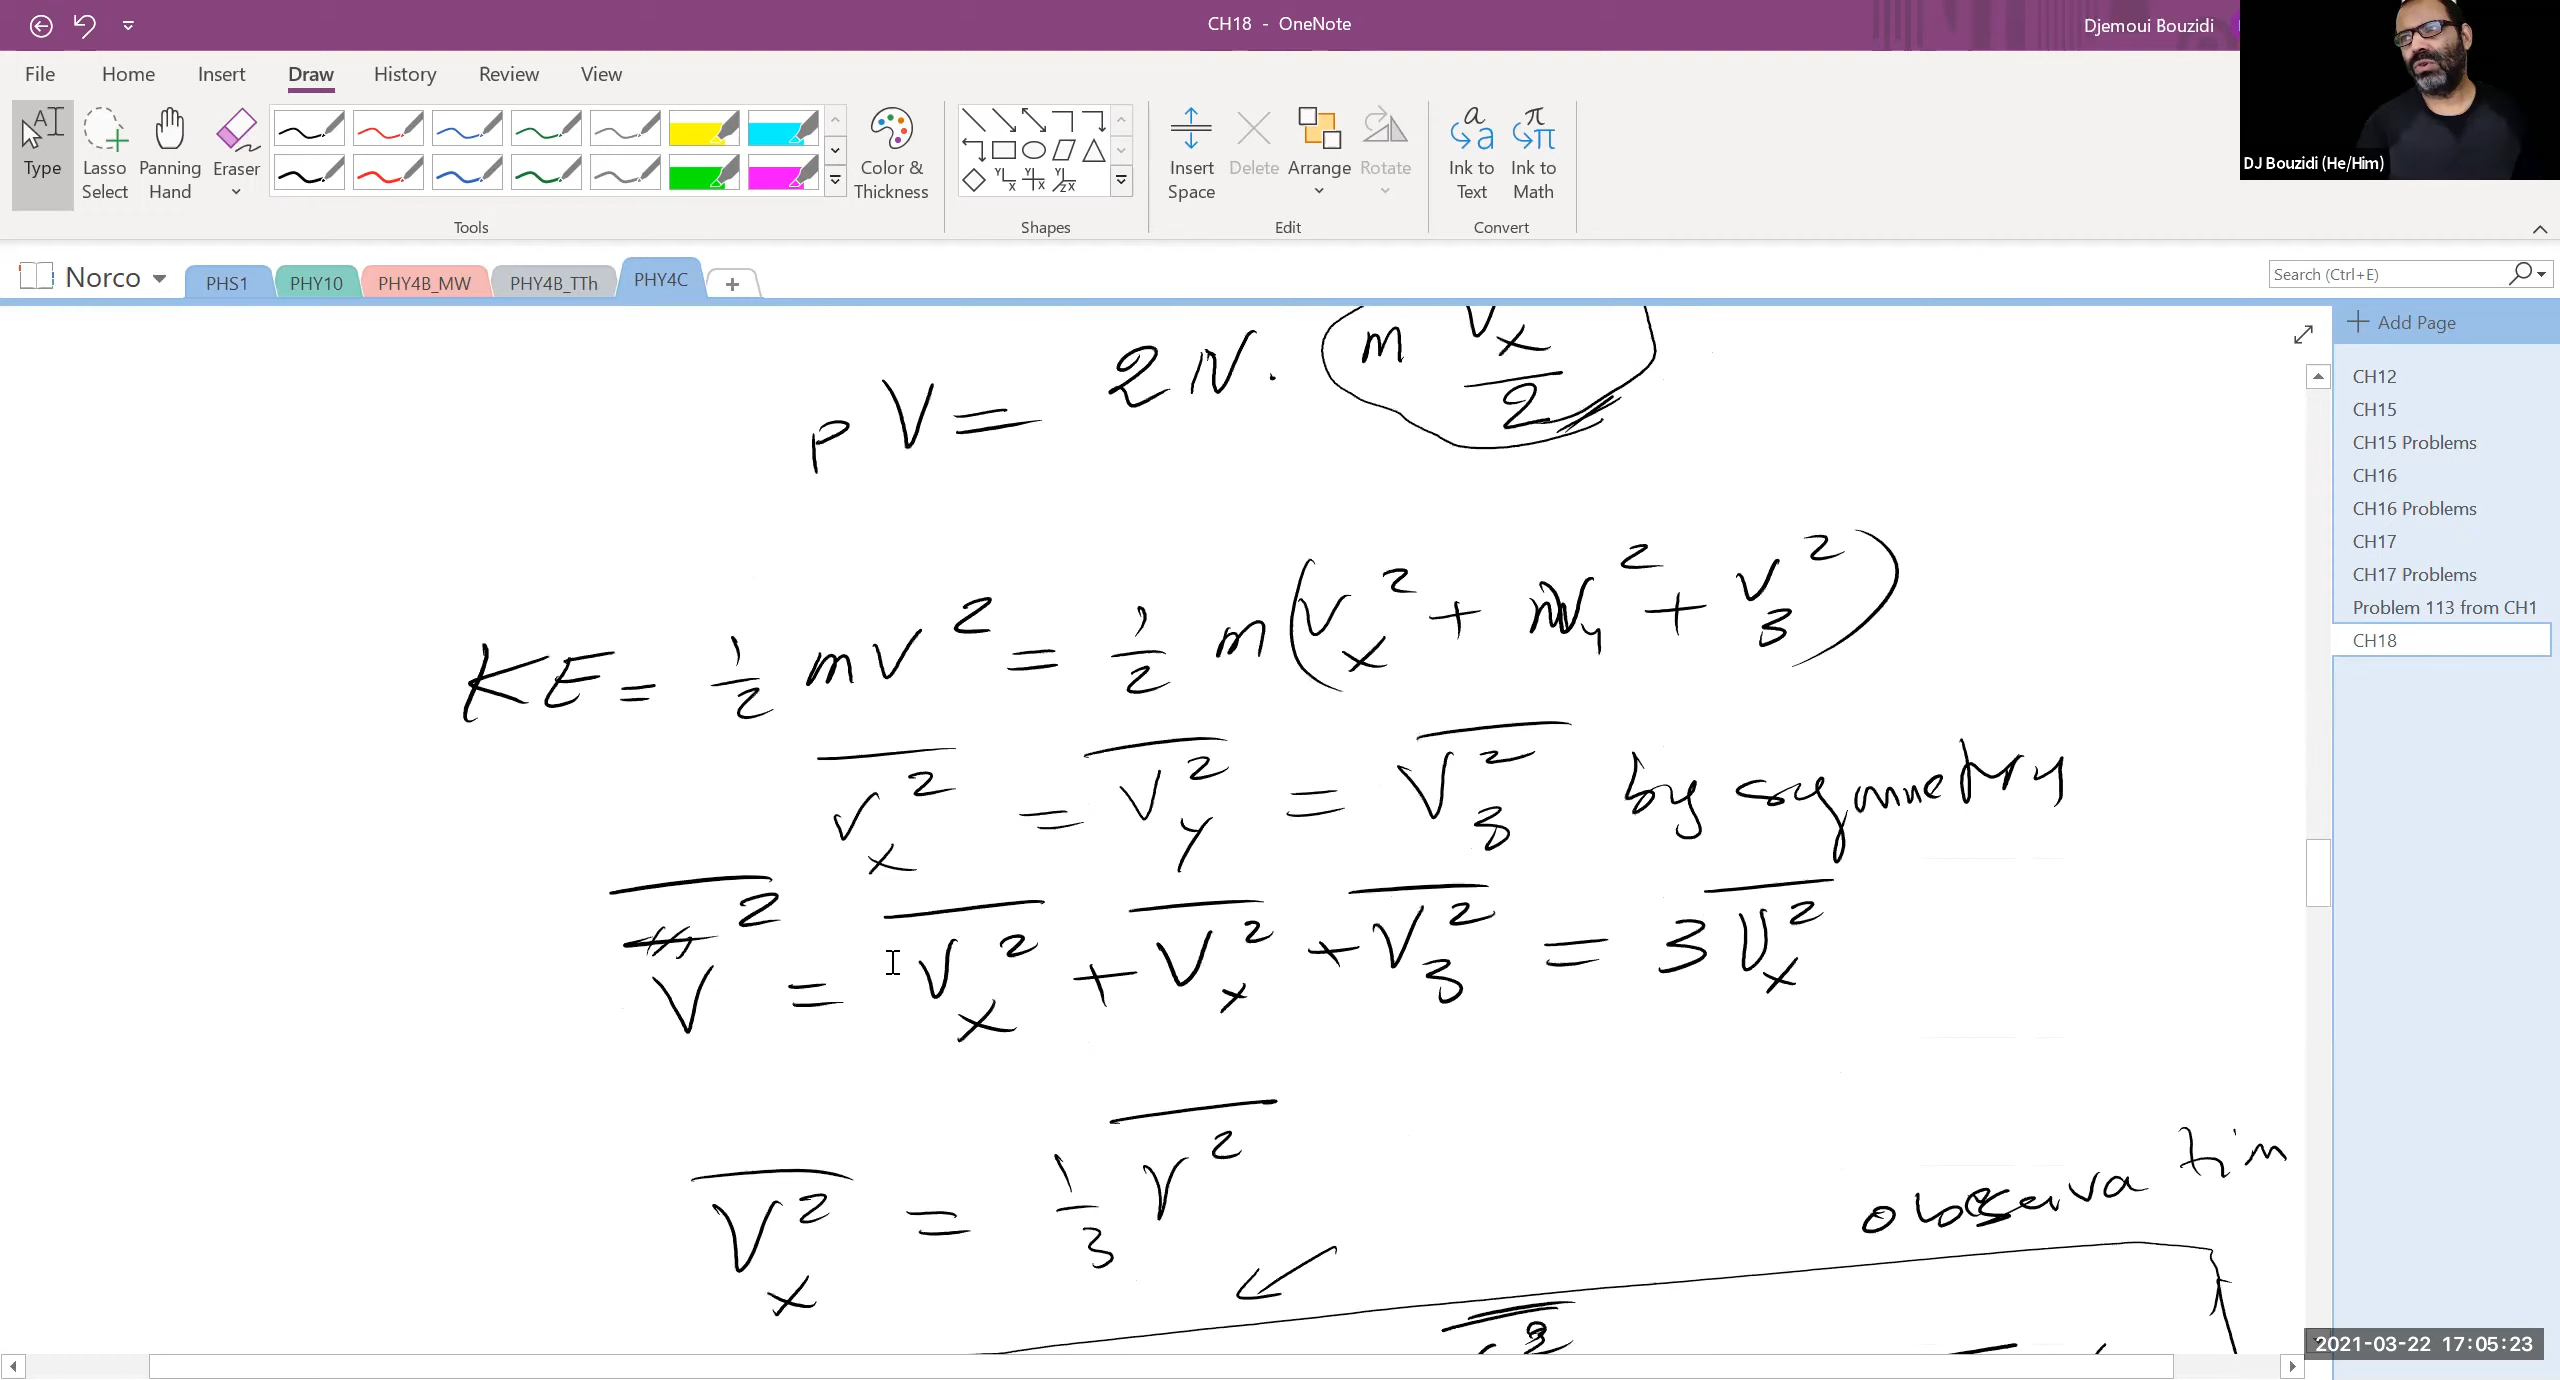 CH18 - OneNote
Djemoui Bouzidi
File Home Insert Draw History Review View
Type
Lasso Select
Panning Hand
Eraser
Color & Thickness
Insert Space
Delete
Arrange
Rotate
Ink to Text
Ink to Math
Tools Shapes Edit Convert
DJ Bouzidi (He/Him)
Norco PHS1 PHY10 PHY4B_MW PHY4B_TTh PHY4C +
Search (Ctrl+E)
Add Page
CH12
CH15
CH15 Problems
CH16
CH16 Problems
CH17
CH17 Problems
Problem 113 from CH1
CH18
pV = 2N. m v_x/2
KE = 1/2 mv² = 1/2 m(v_x² + v_y² + v_z²)
v_x² = v_y² = v_z² by symmetry
v² = v_x² + v_x² + v_z² = 3 v_x²
v_x² = 1/3 v²
observation
2021-03-22 17:05:23